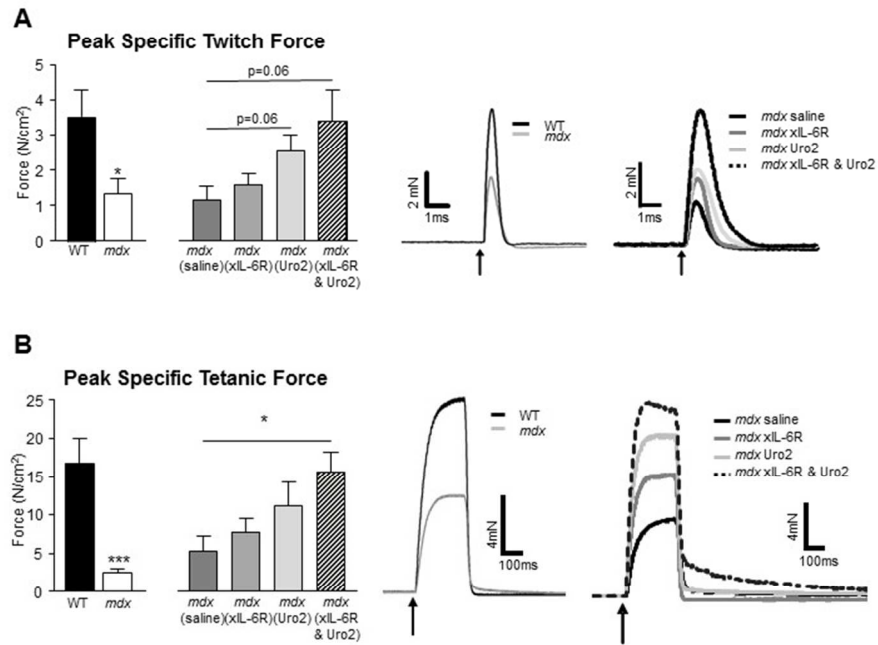 A
Peak Specific Twitch Force
Force (N/cm²)
5
4
3
2
1
0
*
p=0.06
p=0.06
WT
mdx
mdx mdx mdx mdx
(saline)(xIL-6R) (Uro2) (xIL-6R
& Uro2)
WT
mdx
2 mN
1ms
mdx saline
mdx xIL-6R
mdx Uro2
mdx xIL-6R & Uro2
2 mN
1ms
B
Peak Specific Tetanic Force
Force (N/cm²)
25
20
15
10
5
0
***
*
WT
mdx
mdx mdx mdx mdx
(saline)(xIL-6R) (Uro2) (xIL-6R
& Uro2)
WT
mdx
4mN
100ms
mdx saline
mdx xIL-6R
mdx Uro2
mdx xIL-6R & Uro2
4mN
100ms